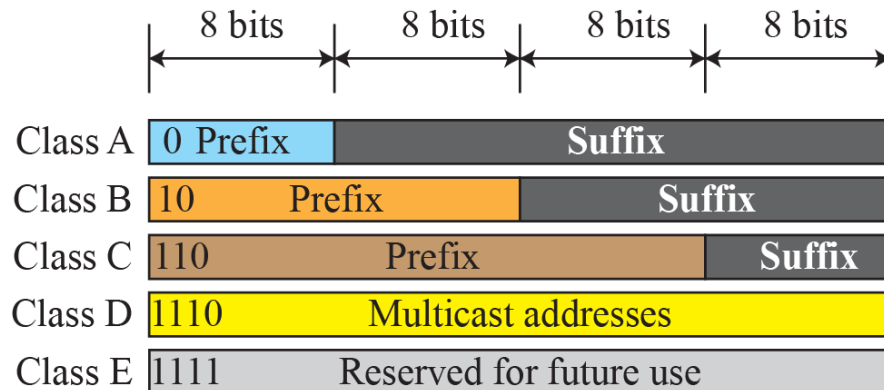 8 bits 8 bits 8 bits 8 bits
Class A 0 Prefix Suffix
Class B 10 Prefix Suffix
Class C 110 Prefix Suffix
Class D 1110 Multicast addresses
Class E 1111 Reserved for future use